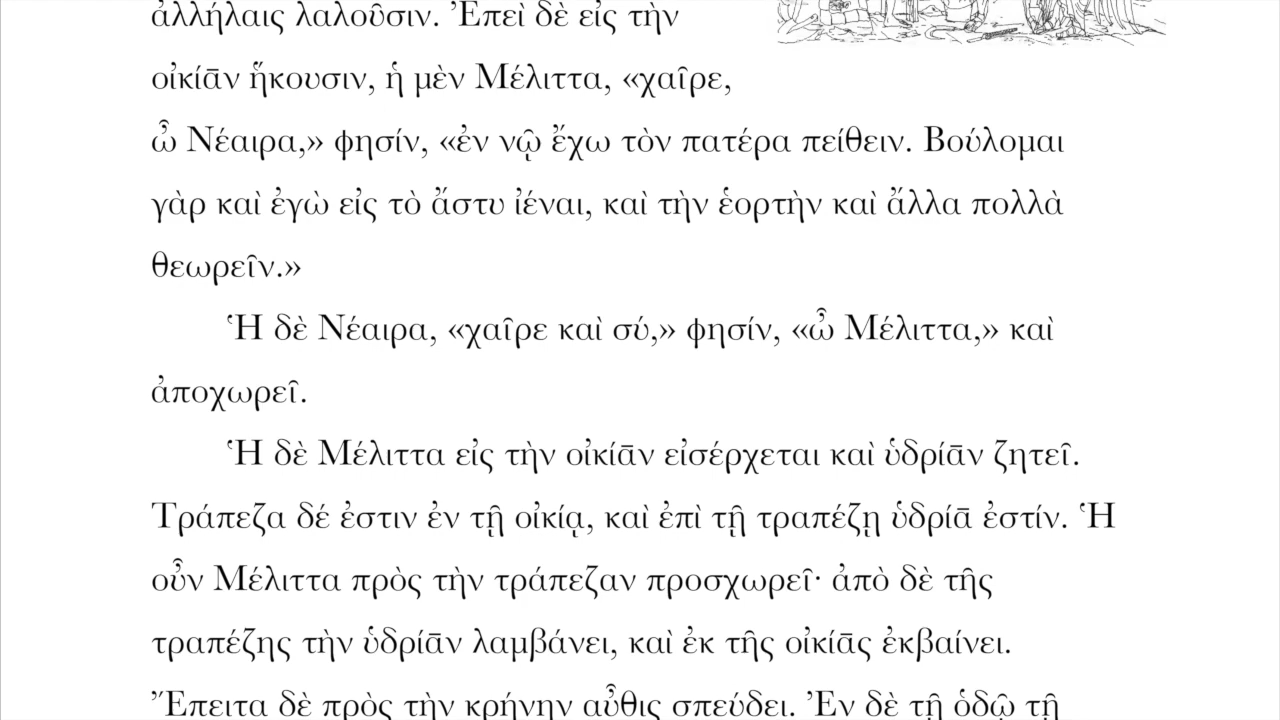 ἀλλήλαις λαλοῦσιν. Ἐπεὶ δὲ εἰς τὴν
οἰκίᾱν ἥκουσιν, ἡ μὲν Μέλιττα, «χαῖρε,
ὦ Νέαιρα,» φησίν, «ἐν νῷ ἔχω τὸν πατέρα πείθειν. Βούλομαι
γὰρ καὶ ἐγὼ εἰς τὸ ἄστυ ἰέναι, καὶ τὴν ἑορτὴν καὶ ἄλλα πολλὰ
θεωρεῖν.»
Ἡ δὲ Νέαιρα, «χαῖρε καὶ σύ,» φησίν, «ὦ Μέλιττα,» καὶ
ἀποχωρεῖ.
Ἡ δὲ Μέλιττα εἰς τὴν οἰκίᾱν εἰσέρχεται καὶ ὑδρίᾱν ζητεῖ.
Τράπεζα δέ ἐστιν ἐν τῇ οἰκίᾳ, καὶ ἐπὶ τῇ τραπέζῃ ὑδρίᾱ ἐστίν. Ἡ
οὖν Μέλιττα πρὸς τὴν τράπεζαν προσχωρεῖ· ἀπὸ δὲ τῆς
τραπέζης τὴν ὑδρίᾱν λαμβάνει, καὶ ἐκ τῆς οἰκίᾱς ἐκβαίνει.
Ἔπειτα δὲ πρὸς τὴν κρήνην αὖθις σπεύδει. Ἐν δὲ τῇ ὁδῷ τῇ